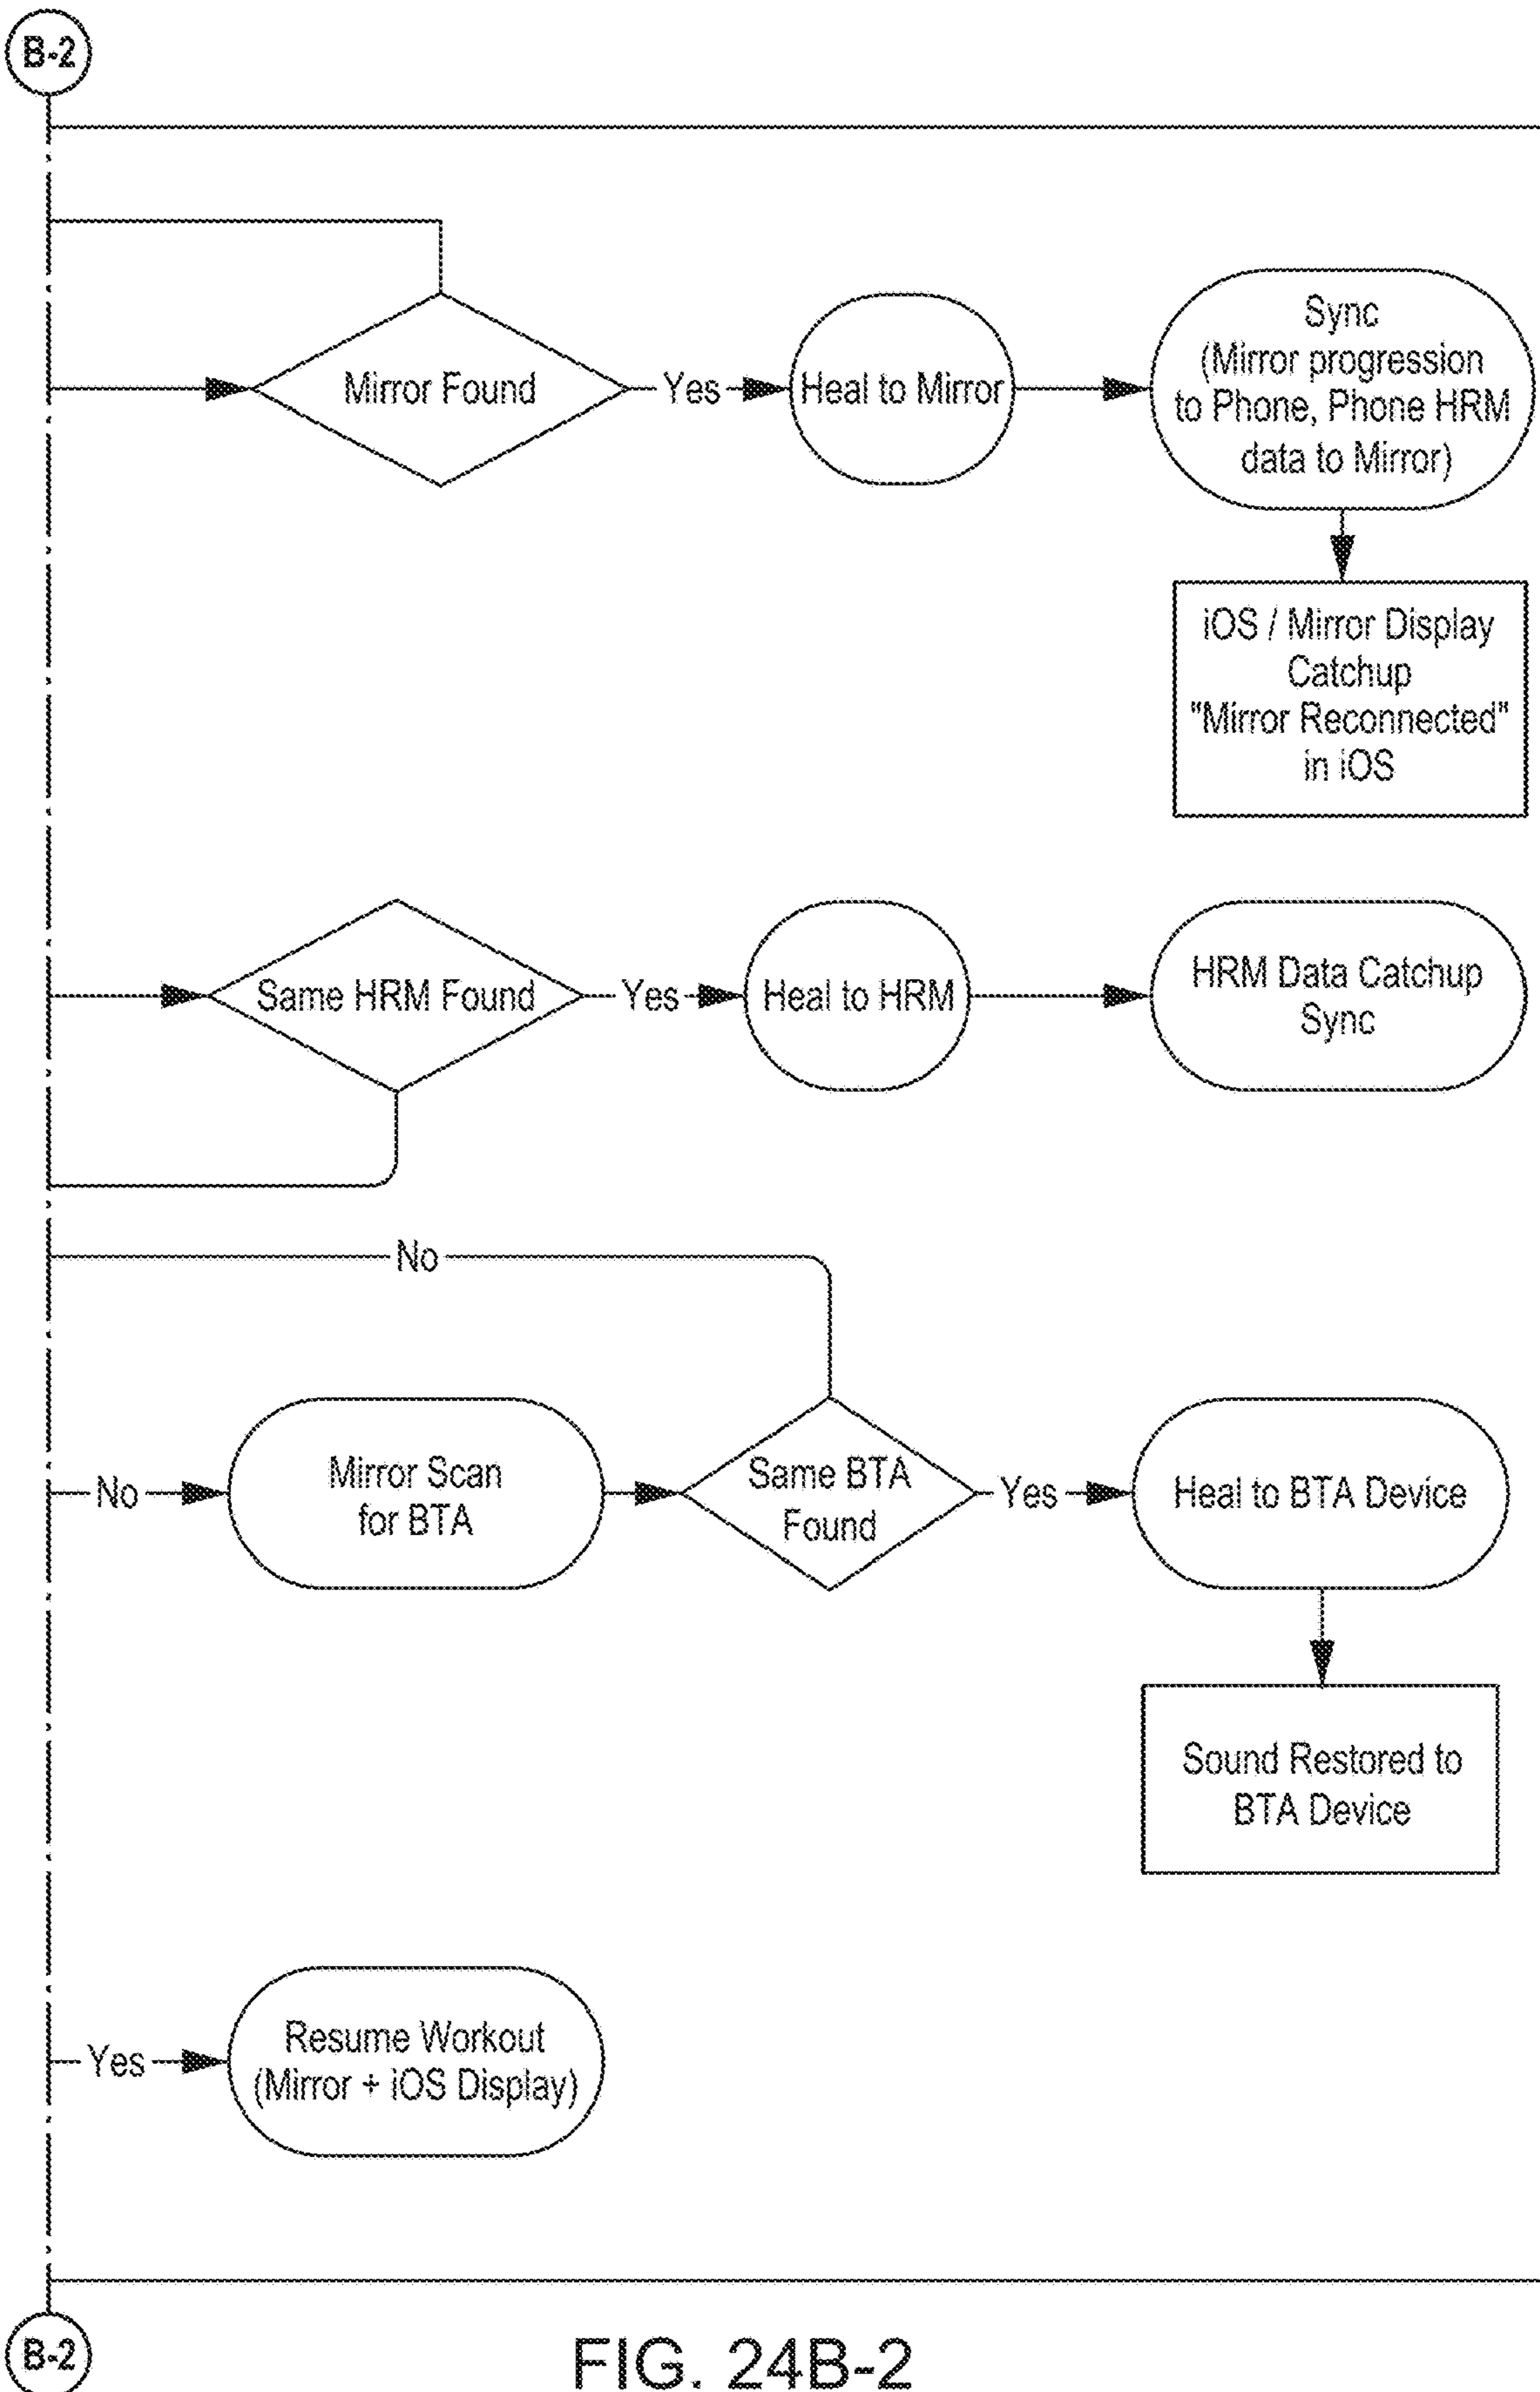 B-2
Mirror Found
Yes
Heal to Mirror
Sync
(Mirror progression
to Phone, Phone HRM
data to Mirror)
iOS / Mirror Display
Catchup
"Mirror Reconnected"
in iOS
Same HRM Found
Yes
Heal to HRM
HRM Data Catchup
Sync
No
No
Mirror Scan
for BTA
Same BTA
Found
Yes
Heal to BTA Device
Sound Restored to
BTA Device
Yes
Resume Workout
(Mirror + iOS Display)
B-2
FIG. 24B-2